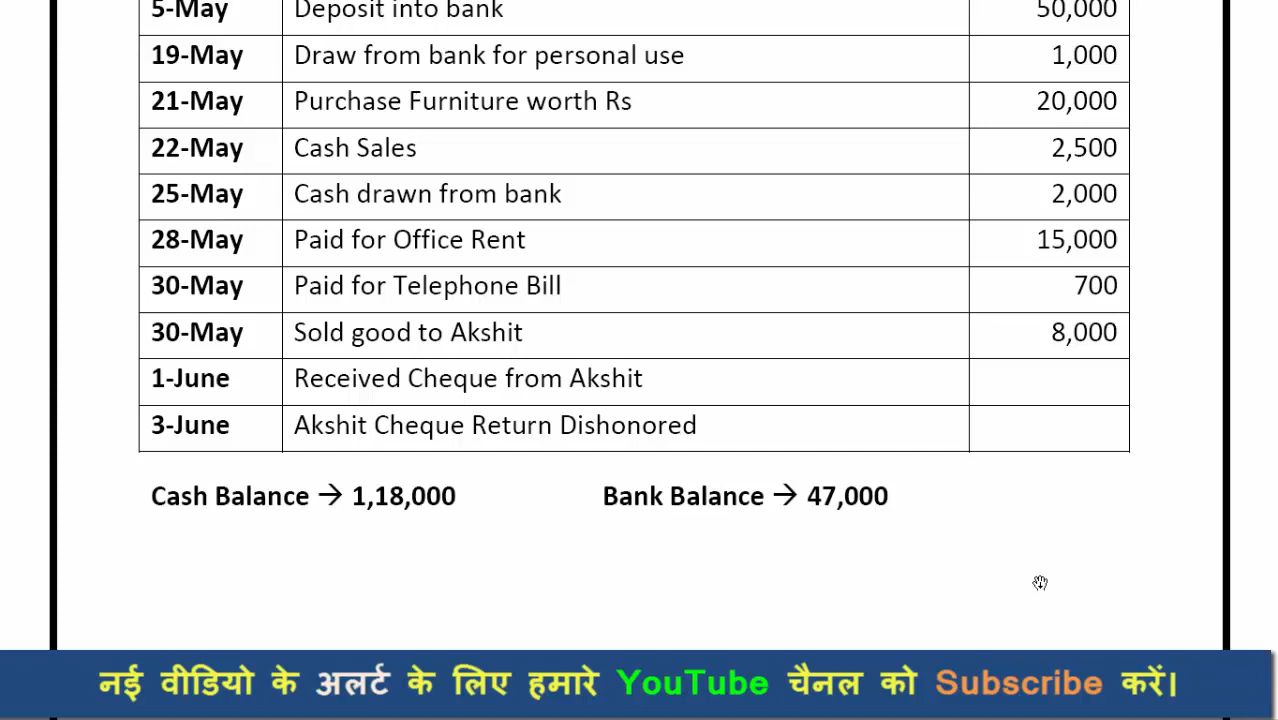 5-May Deposit into bank 50,000
19-May Draw from bank for personal use 1,000
21-May Purchase Furniture worth Rs 20,000
22-May Cash Sales 2,500
25-May Cash drawn from bank 2,000
28-May Paid for Office Rent 15,000
30-May Paid for Telephone Bill 700
30-May Sold good to Akshit 8,000
1-June Received Cheque from Akshit
3-June Akshit Cheque Return Dishonored
Cash Balance → 1,18,000 Bank Balance → 47,000
नई वीडियो के अलर्ट के लिए हमारे YouTube चैनल को Subscribe करें।